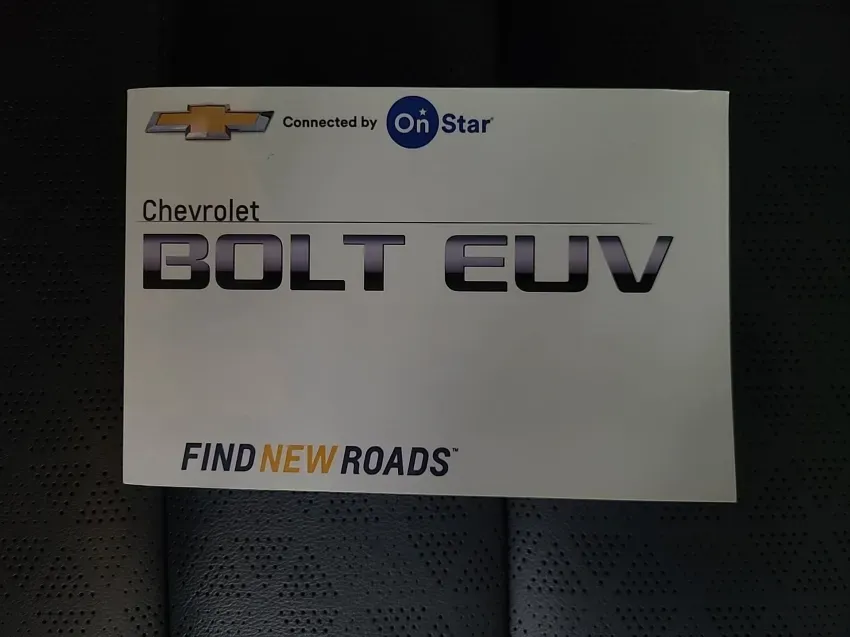 Connected by OnStar
Chevrolet
BOLT EUV
FIND NEW ROADS™